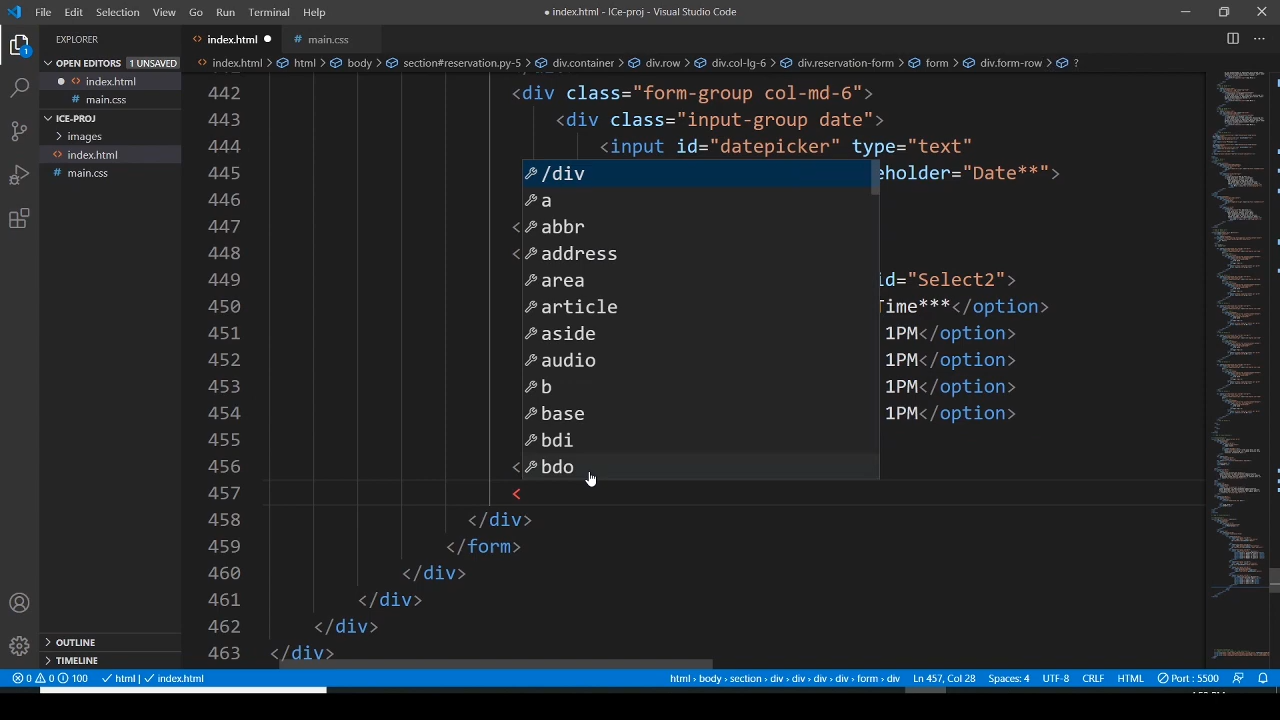 File Edit Selection View Go Run Terminal Help
● index.html - ICe-proj - Visual Studio Code
EXPLORER
OPEN EDITORS 1 UNSAVED
index.html
main.css
ICE-PROJ
images
index.html
main.css
OUTLINE
TIMELINE
1
index.html ● main.css
index.html > html > body > section#reservation.py-5 > div.container > div.row > div.col-lg-6 > div.reservation-form > form > div.form-row > ?
442 <div class="form-group col-md-6">
443 <div class="input-group date">
444 <input id="datepicker" type="text"
445 eholder="Date**">
446
447 <
448 <
449 id="Select2">
450 Time***</option>
451 1PM</option>
452 1PM</option>
453 1PM</option>
454 1PM</option>
455
456 <
457 <
458 </div>
459 </form>
460 </div>
461 </div>
462 </div>
463 </div>
/div
a
abbr
address
area
article
aside
audio
b
base
bdi
bdo
0 0 100 html | index.html
html > body > section > div > div > div > div > form > div Ln 457, Col 28 Spaces: 4 UTF-8 CRLF HTML Port : 5500